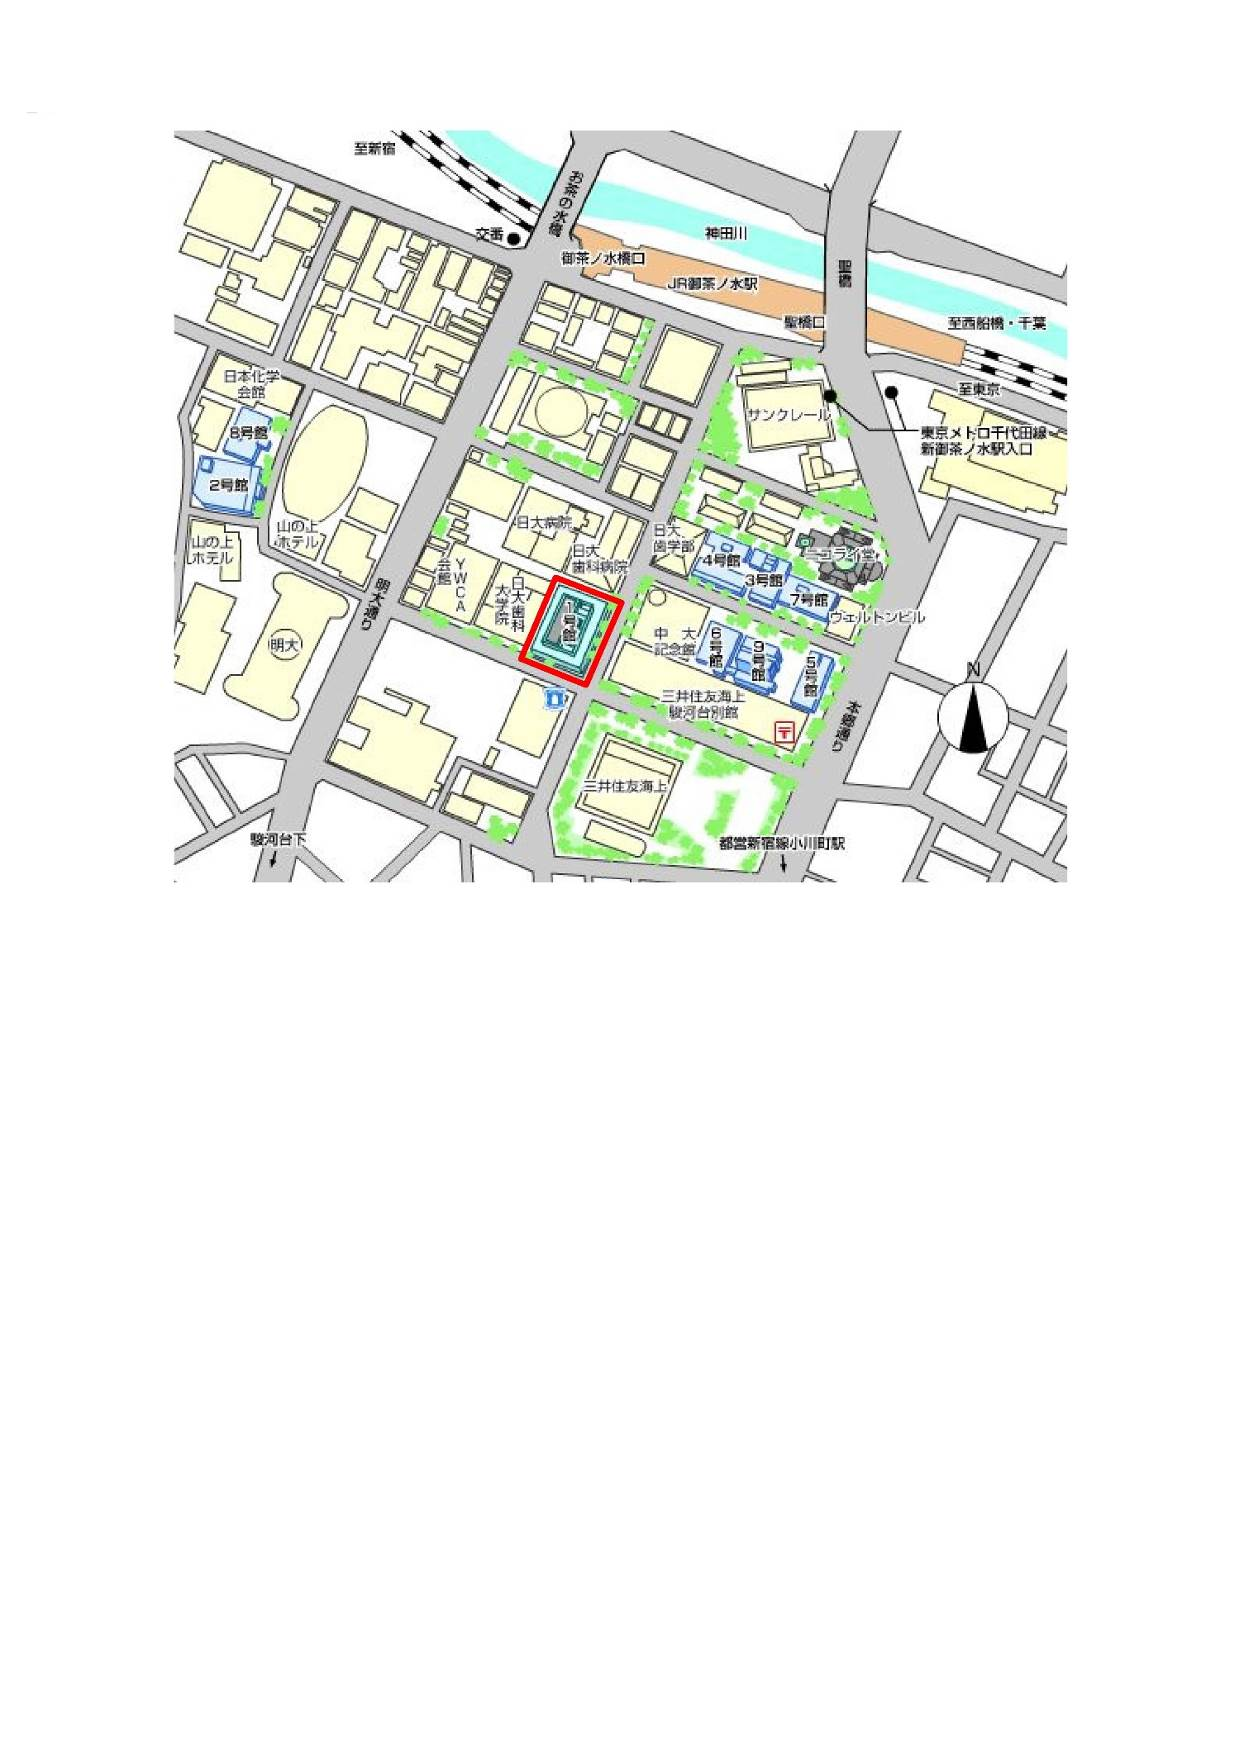 至新宿
お茶の水橋
交番
神田川
御茶ノ水橋口
JR御茶ノ水駅
聖橋
聖橋口
至西船橋・千葉
至東京
日本化学
会館
サンクレール
8号館
東京メトロ千代田線
新御茶ノ水駅入口
2号館
山の上
ホテル
山の上
ホテル
日大病院
日大
歯学部
日大
歯科病院
ニコライ堂
4号館
3号館
7号館
ウェルトンビル
YWCA
会館
日大歯科
大学院
1号館
明大通り
明大
中　大
記念館
6号館
9号館
5号館
三井住友海上
駿河台別館
〒
本郷通り
N
三井住友海上
駿河台下
都営新宿線小川町駅